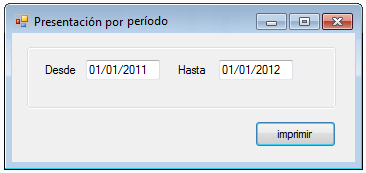 Presentación por período
Desde 01/01/2011 Hasta 01/01/2012
imprimir